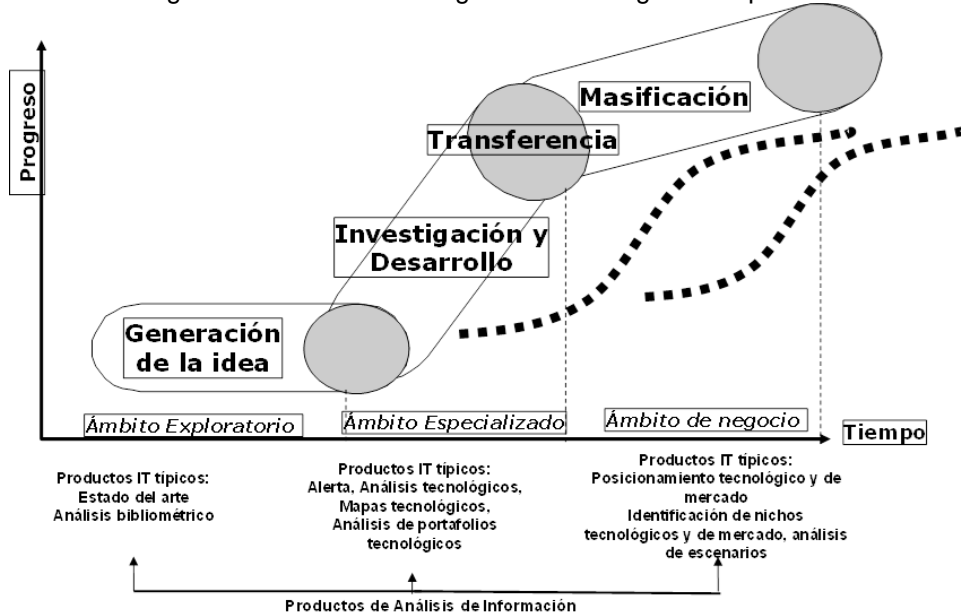 Progreso
Masificación
Transferencia
Investigación y
Desarrollo
Generación
de la idea
Ámbito Exploratorio
Ámbito Especializado
Ámbito de negocio
Tiempo
Productos IT típicos:
Estado del arte
Análisis bibliométrico
Productos IT típicos:
Alerta, Análisis tecnológicos,
Mapas tecnológicos,
Análisis de portafolios
tecnológicos
Productos IT típicos:
Posicionamiento tecnológico y de
mercado
Identificación de nichos
tecnológicos y de mercado, análisis
de escenarios
Productos de Análisis de Información